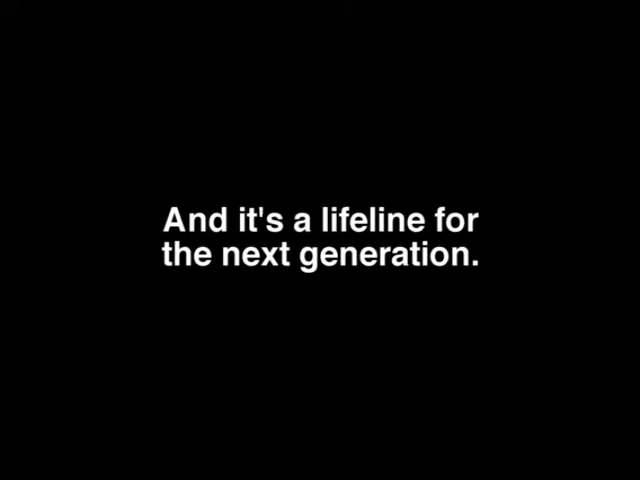 And it's a lifeline for
the next generation.